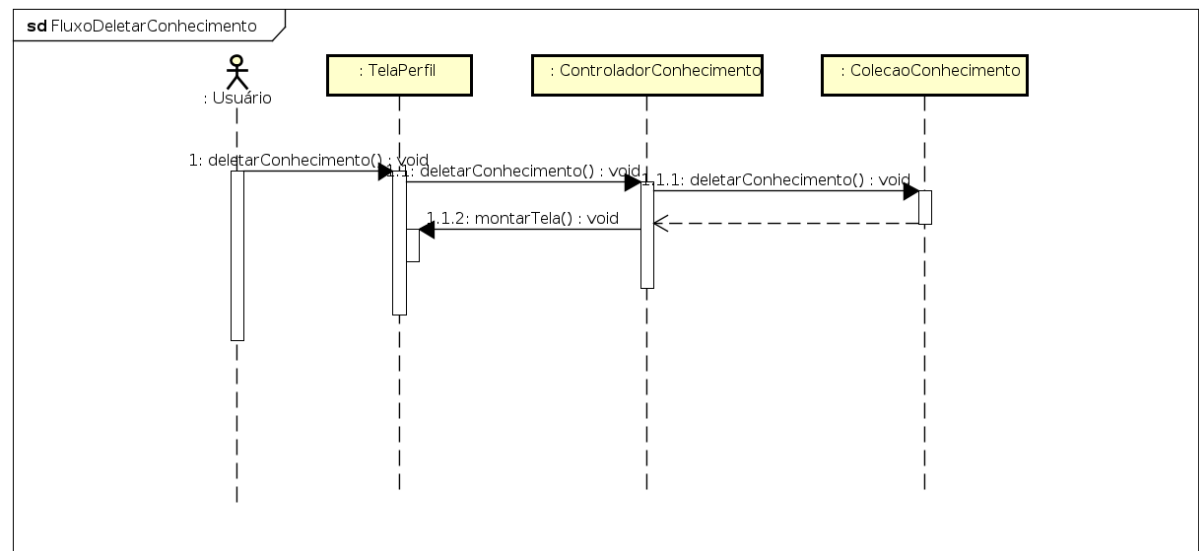 sd FluxoDeletarConhecimento
: Usuário
: TelaPerfil
: ControladorConhecimento
: ColecaoConhecimento
1: deletarConhecimento() : void
1.1: deletarConhecimento() : void
1.1.1: deletarConhecimento() : void
1.1.2: montarTela() : void